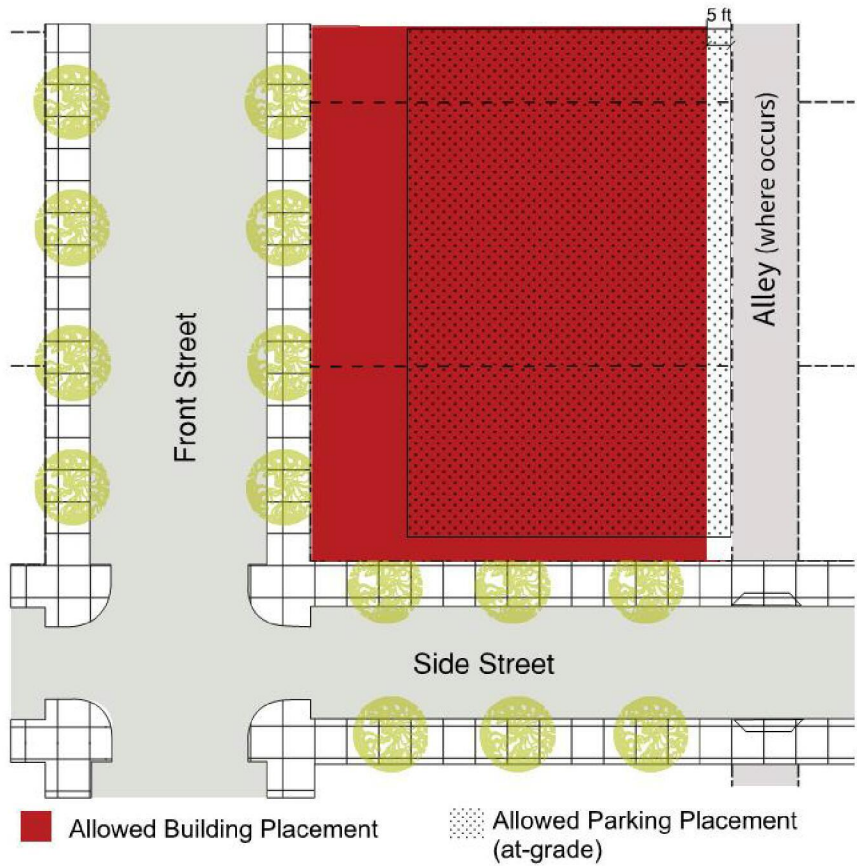 5 ft
Front Street
Alley (where occurs)
Side Street
Allowed Building Placement
Allowed Parking Placement
(at-grade)